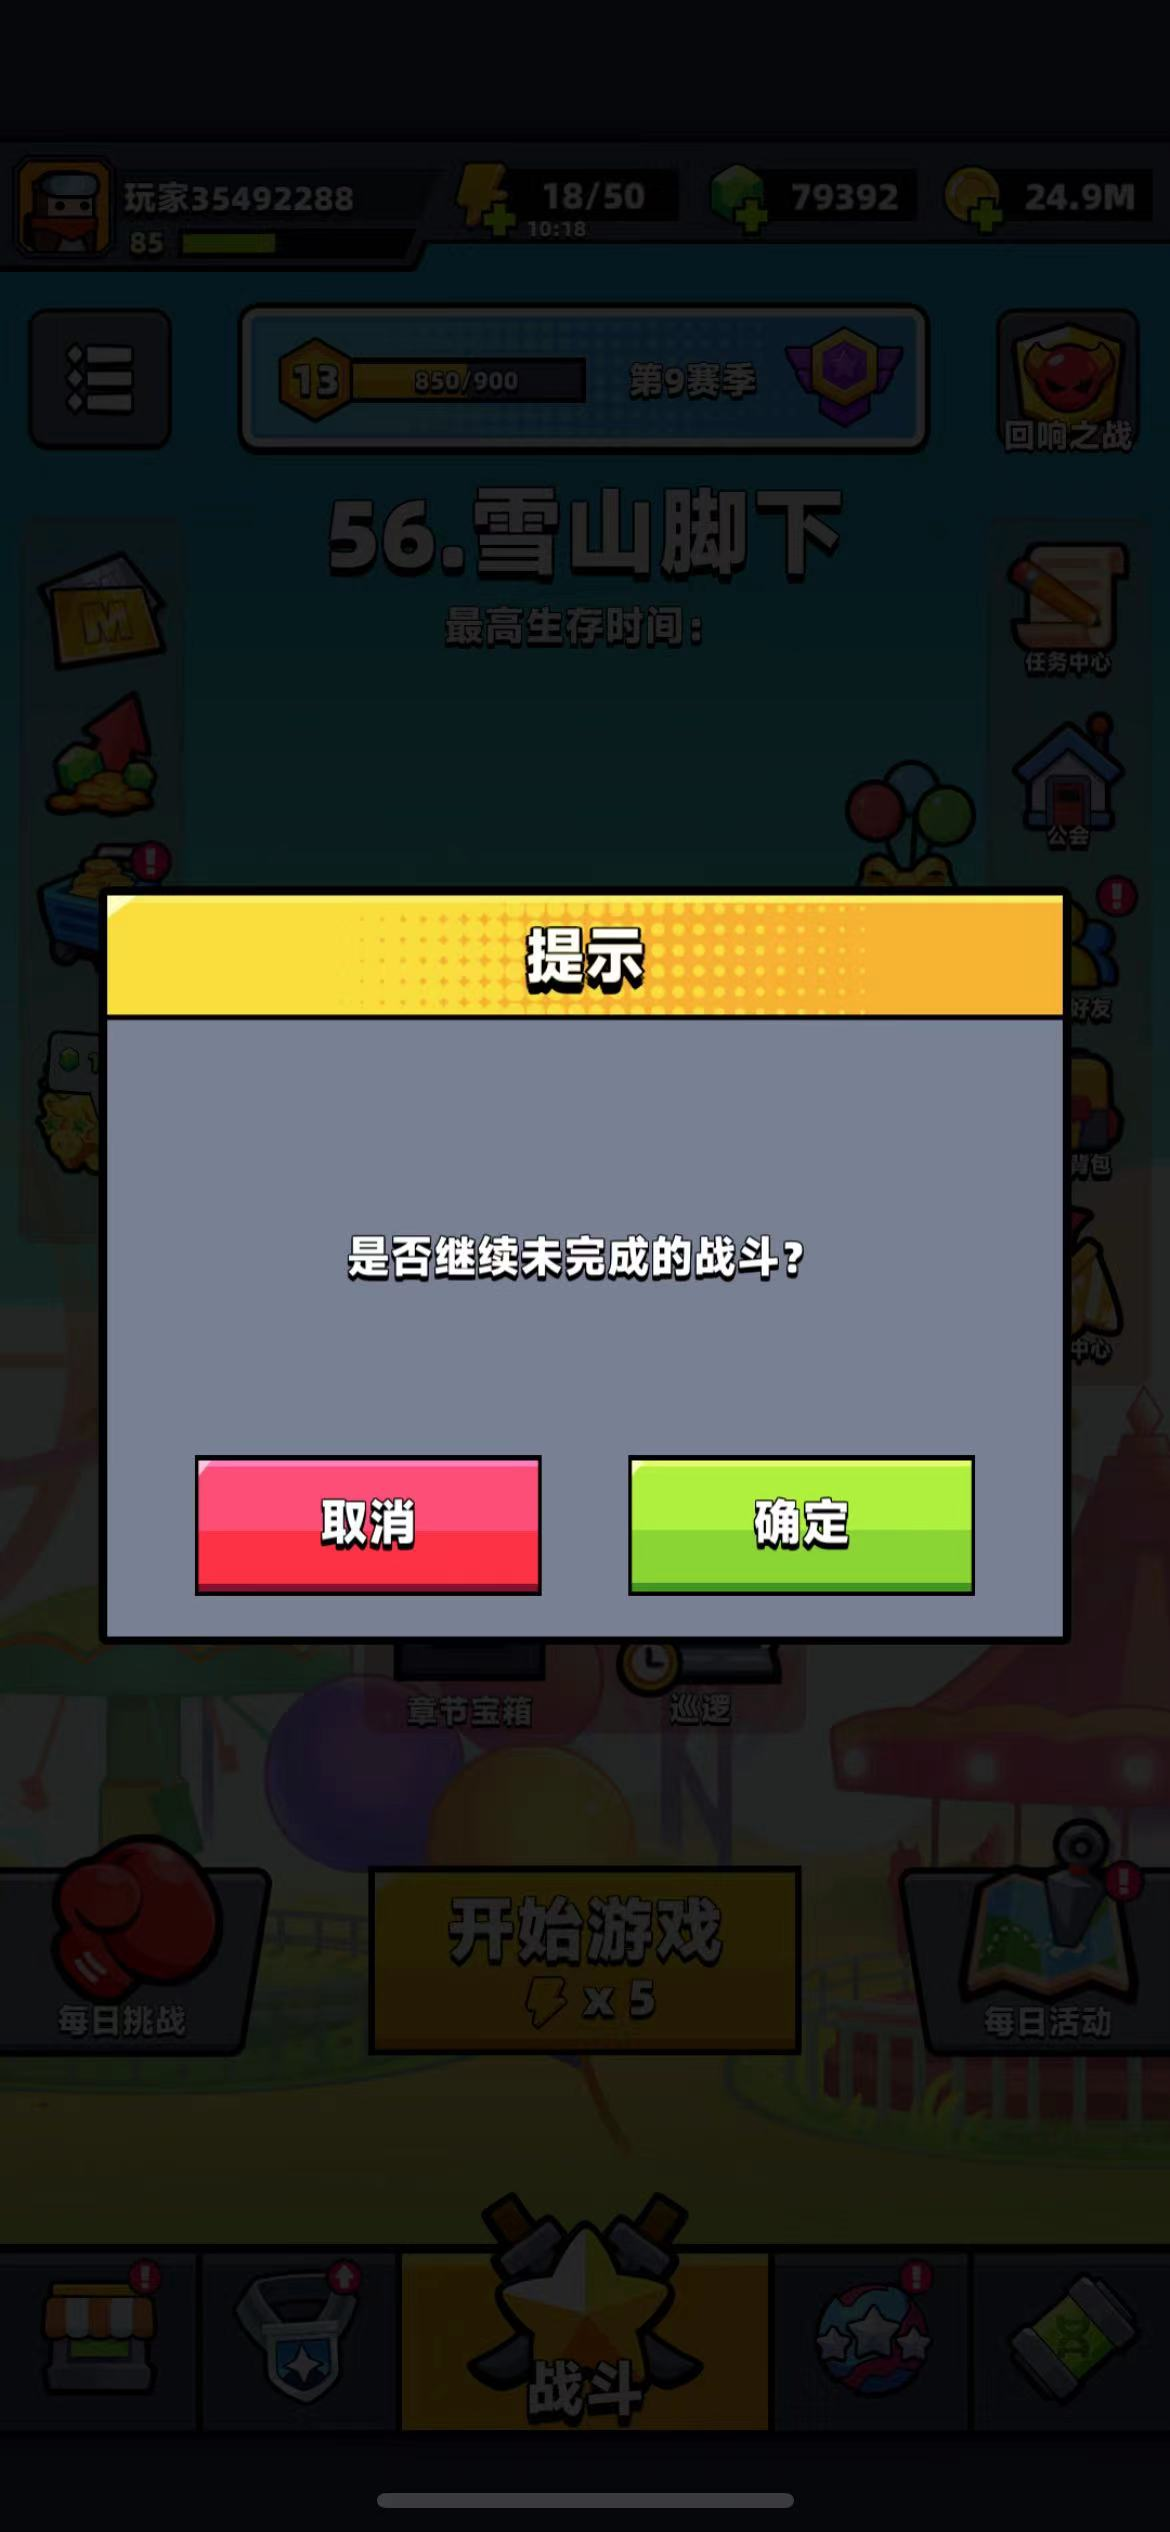 玩家35492288
18/50
79392
24.9M
85
10:18
13
850/900
第9赛季
回响之战
56.雪山脚下
最高生存时间：
M
任务中心
公会
提示
好友
背包
是否继续未完成的战斗？
中心
取消
确定
章节宝箱
巡逻
开始游戏
x 5
每日挑战
每日活动
战斗